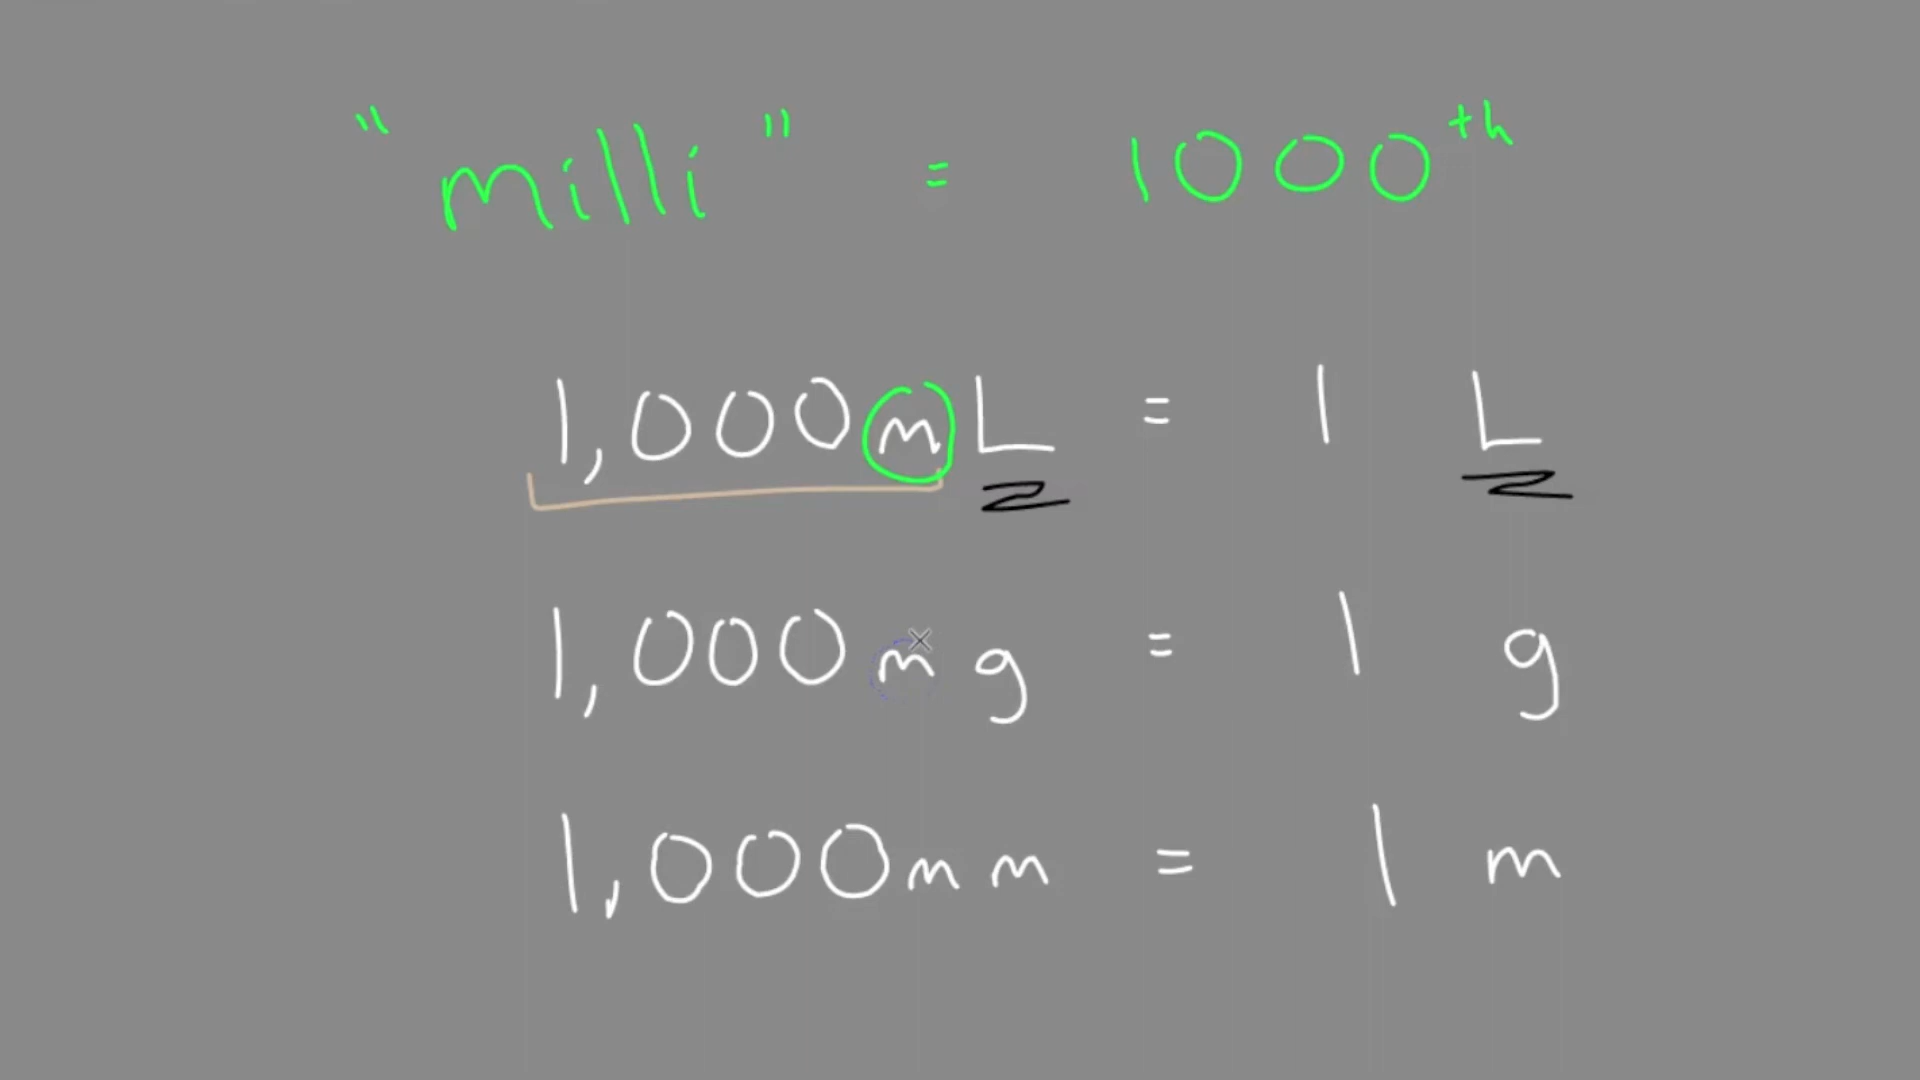 "milli" = 1000th
1,000mL = 1 L
1,000mg = 1 g
1,000mm = 1 m